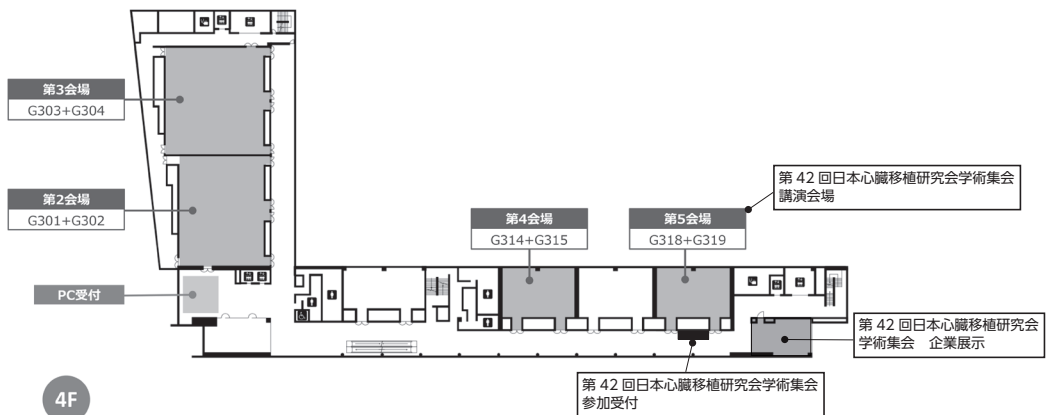 第3会場
G303+G304
第2会場
G301+G302
PC受付
第4会場
G314+G315
第5会場
G318+G319
第 42 回日本心臓移植研究会学術集会
講演会場
第 42 回日本心臓移植研究会
学術集会　企業展示
第 42 回日本心臓移植研究会学術集会
参加受付
4F